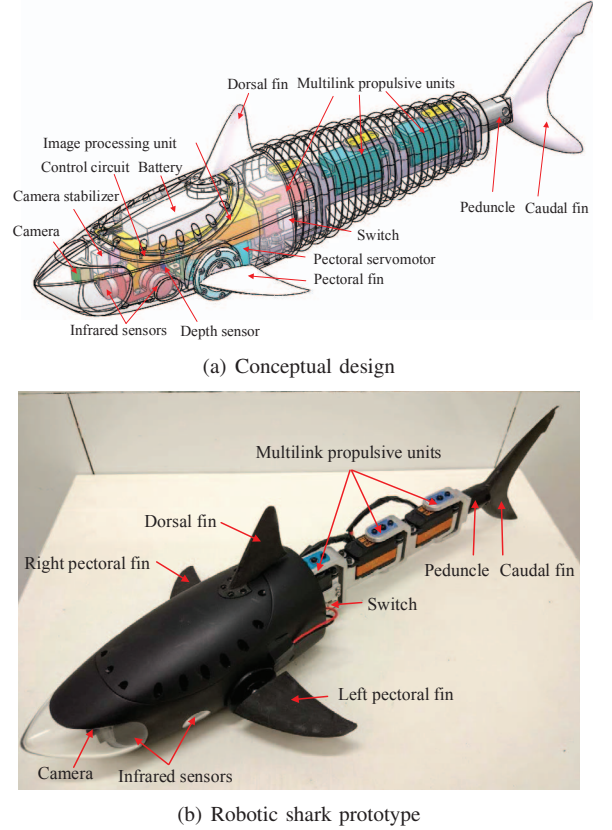 Dorsal fin
Multilink propulsive units
Image processing unit
Control circuit
Battery
Camera stabilizer
Camera
Peduncle
Caudal fin
Switch
Pectoral servomotor
Pectoral fin
Infrared sensors
Depth sensor
(a) Conceptual design
Multilink propulsive units
Dorsal fin
Right pectoral fin
Peduncle
Caudal fin
Switch
Left pectoral fin
Camera
Infrared sensors
(b) Robotic shark prototype